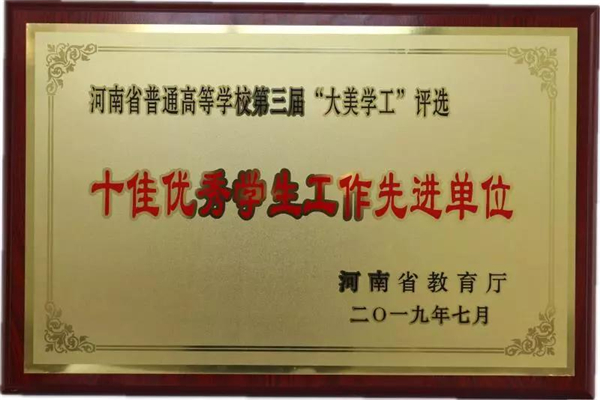 河南省普通高等学校第三届“大美学工”评选
十佳优秀学生工作先进单位
河南省教育厅
二〇一九年七月